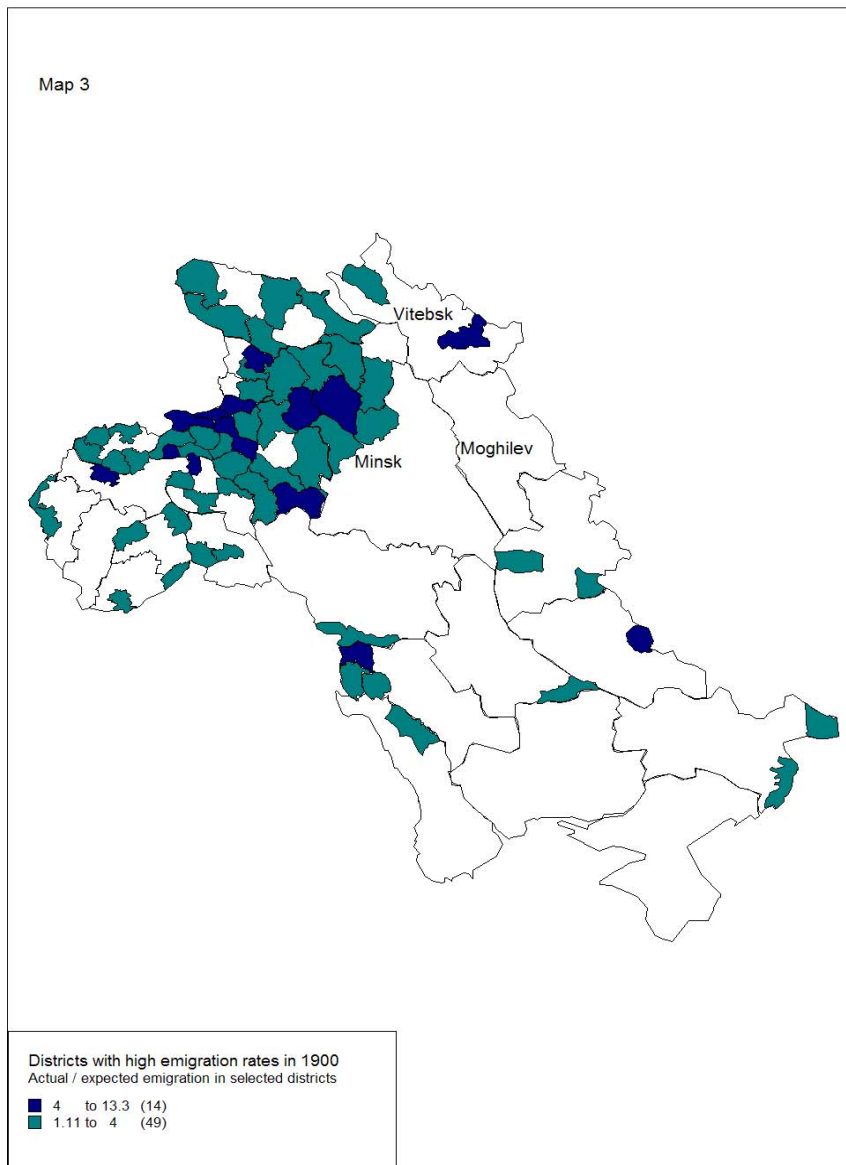 Map 3
Vitebsk
Moghilev
Minsk
Districts with high emigration rates in 1900
Actual / expected emigration in selected districts
4 to 13.3 (14)
1.11 to 4 (49)